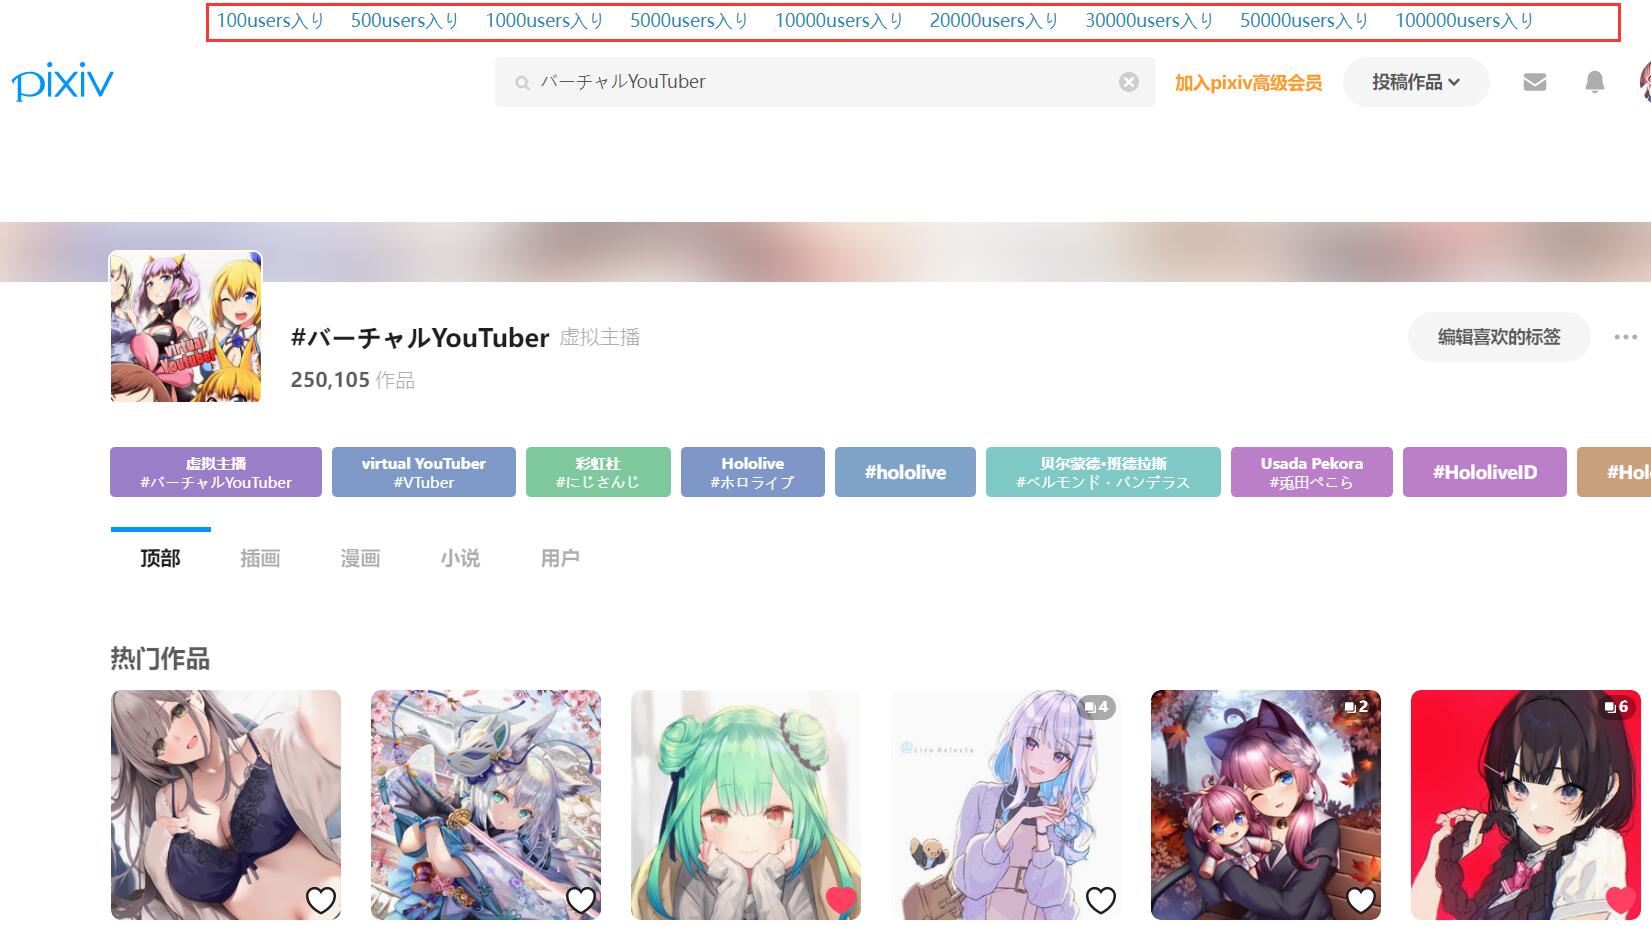 100users入り 500users入り 1000users入り 5000users入り 10000users入り 20000users入り 30000users入り 50000users入り 100000users入り
pixiv バーチャルYouTuber 加入pixiv高级会员 投稿作品
#バーチャルYouTuber 虚拟主播 编辑喜欢的标签
250,105 作品
Virtual
Youtuber
虚拟主播
#バーチャルYouTuber
virtual YouTuber
#VTuber
彩虹社
#にじさんじ
Hololive
#ホロライブ
#hololive
贝尔蒙德•班德拉斯
#ベルモンド・バンデラス
Usada Pekora
#兎田ぺこら
#HololiveID
#Hol
顶部 插画 漫画 小说 用户
热门作品
4
Lize Helesta
2
6